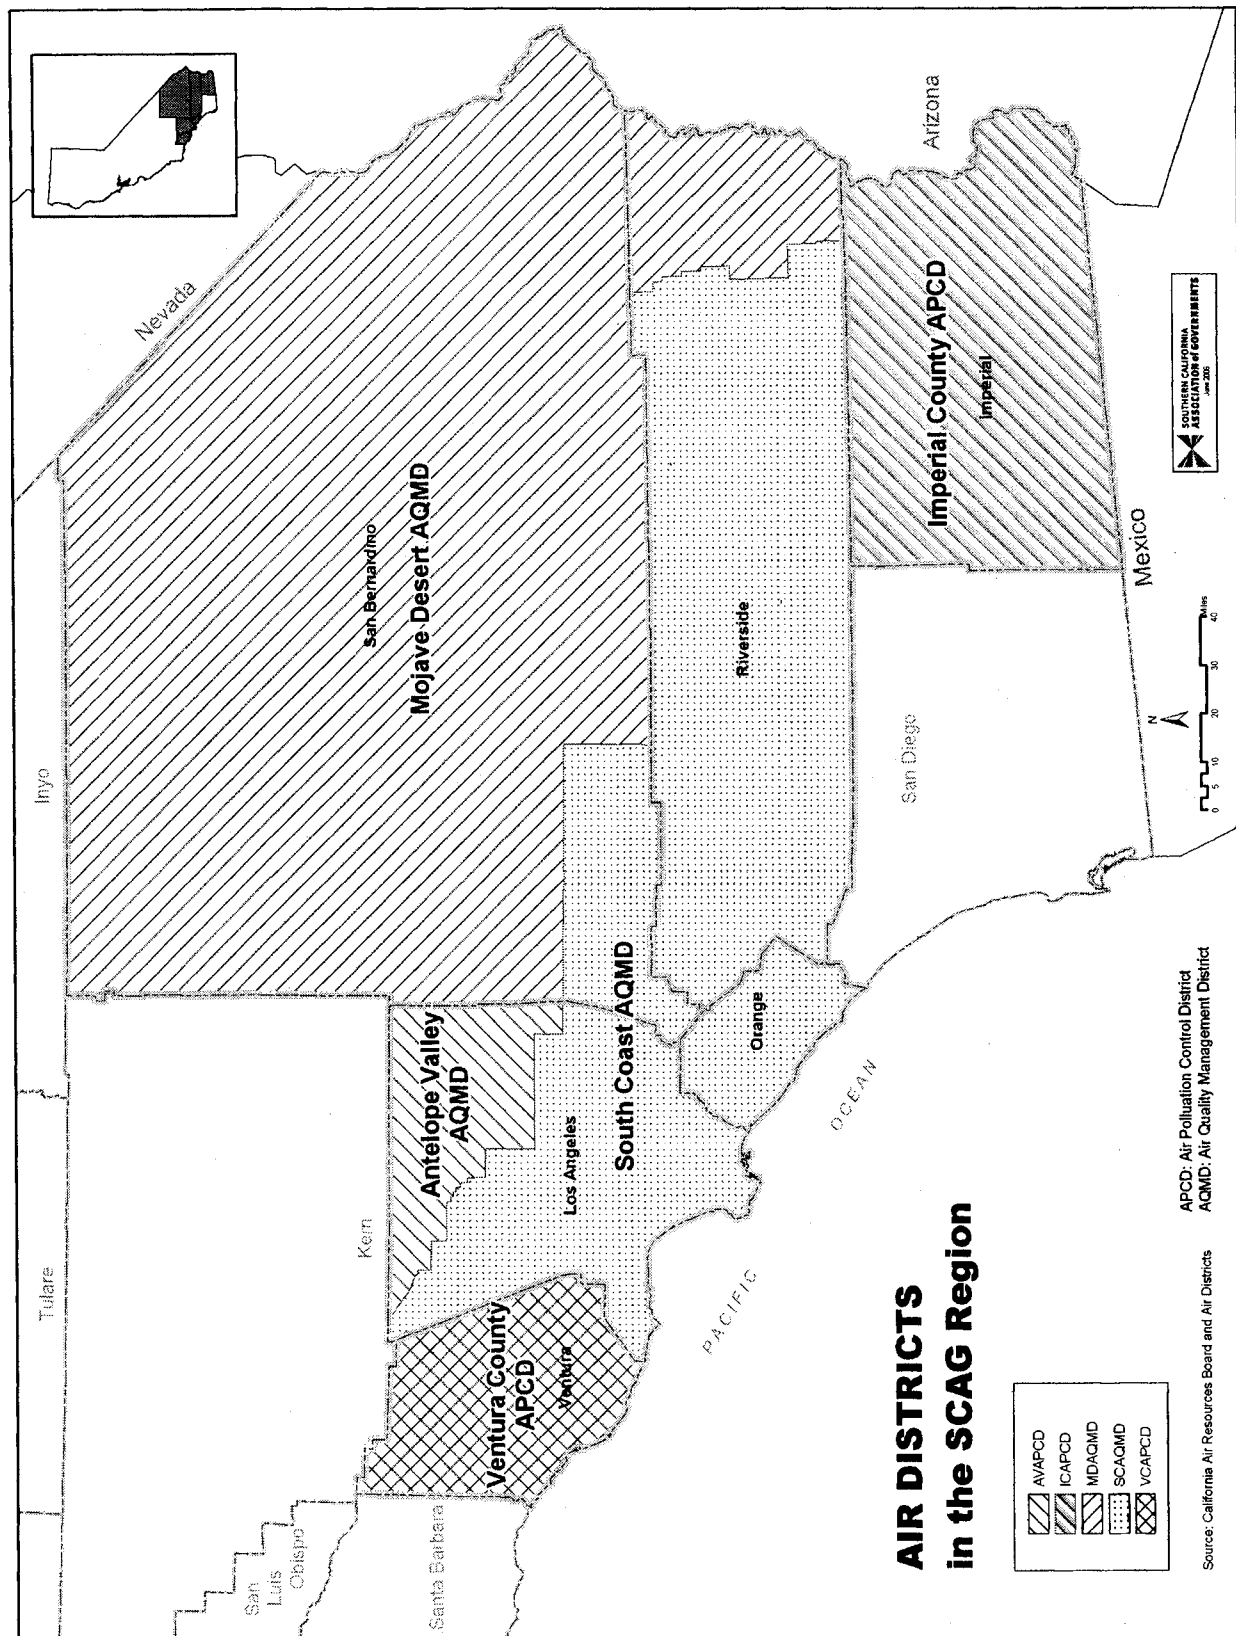 Nevada
Inyo
Tulare
Kern
San
Luis
Obispo
Santa Barbara
Arizona
San Bernardino
Mojave Desert AQMD
Antelope Valley
AQMD
Ventura County
APCD
Ventura
Los Angeles
South Coast AQMD
Orange
Riverside
Imperial County APCD
Imperial
San Diego
Mexico
PACIFIC
OCEAN
AIR DISTRICTS
in the SCAG Region
AVAPCD
ICAPCD
MDAQMD
SCAQMD
VCAPCD
Source: California Air Resources Board and Air Districts
APCD: Air Polluation Control District
AQMD: Air Quality Management District
N
0 5 10 20 30 40
Miles
SOUTHERN CALIFORNIA
ASSOCIATION of GOVERNMENTS
June 2005